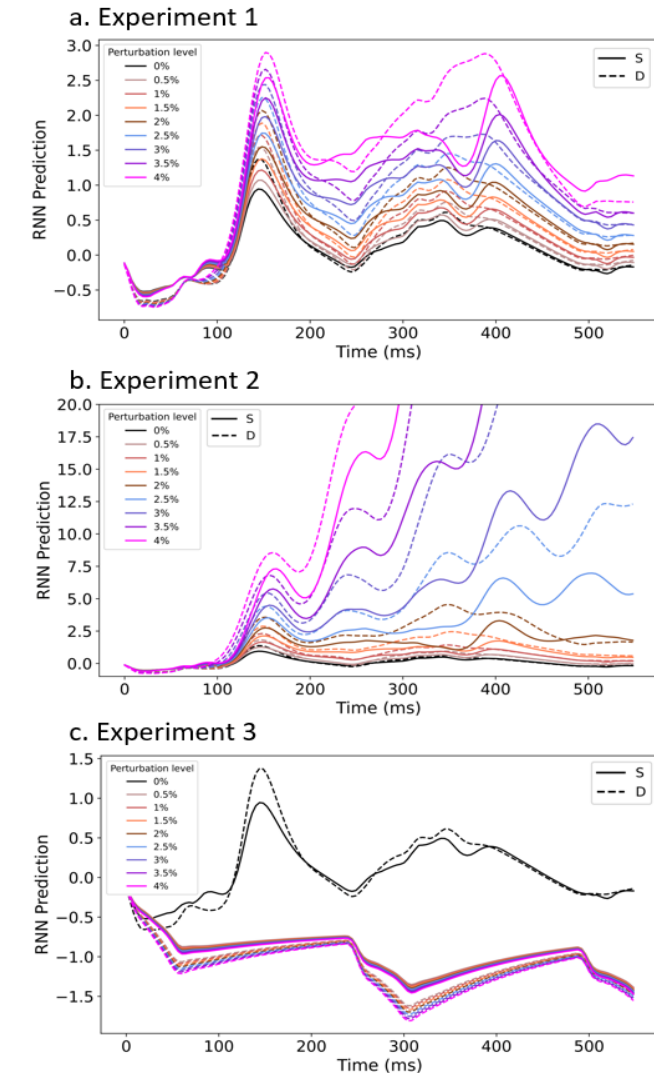 a. Experiment 1
3.0
2.5
2.0
1.5
1.0
0.5
0.0
−0.5
RNN Prediction
Perturbation level
0%
0.5%
1%
1.5%
2%
2.5%
3%
3.5%
4%
S
D
0 100 200 300 400 500
Time (ms)
b. Experiment 2
20.0
17.5
15.0
12.5
10.0
7.5
5.0
2.5
0.0
RNN Prediction
Perturbation level
0%
0.5%
1%
1.5%
2%
2.5%
3%
3.5%
4%
S
D
0 100 200 300 400 500
Time (ms)
c. Experiment 3
1.5
1.0
0.5
0.0
−0.5
−1.0
−1.5
RNN Prediction
Perturbation level
0%
0.5%
1%
1.5%
2%
2.5%
3%
3.5%
4%
S
D
0 100 200 300 400 500
Time (ms)